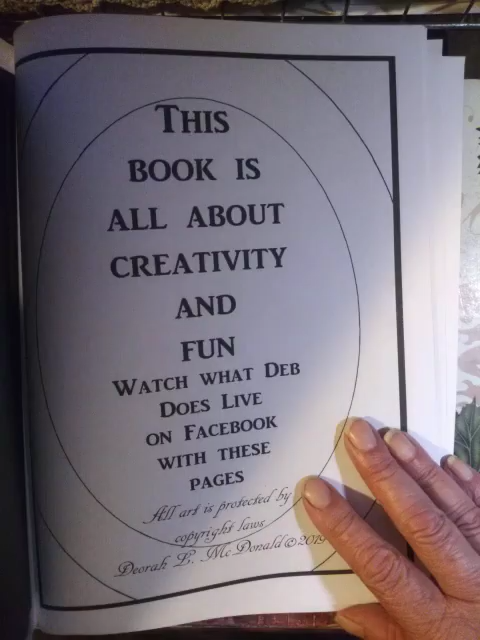 THIS
BOOK IS
ALL ABOUT
CREATIVITY
AND
FUN
WATCH WHAT DEB
DOES LIVE
ON FACEBOOK
WITH THESE
PAGES
All art is protected by
copyright laws
Deorah L. McDonald©2019